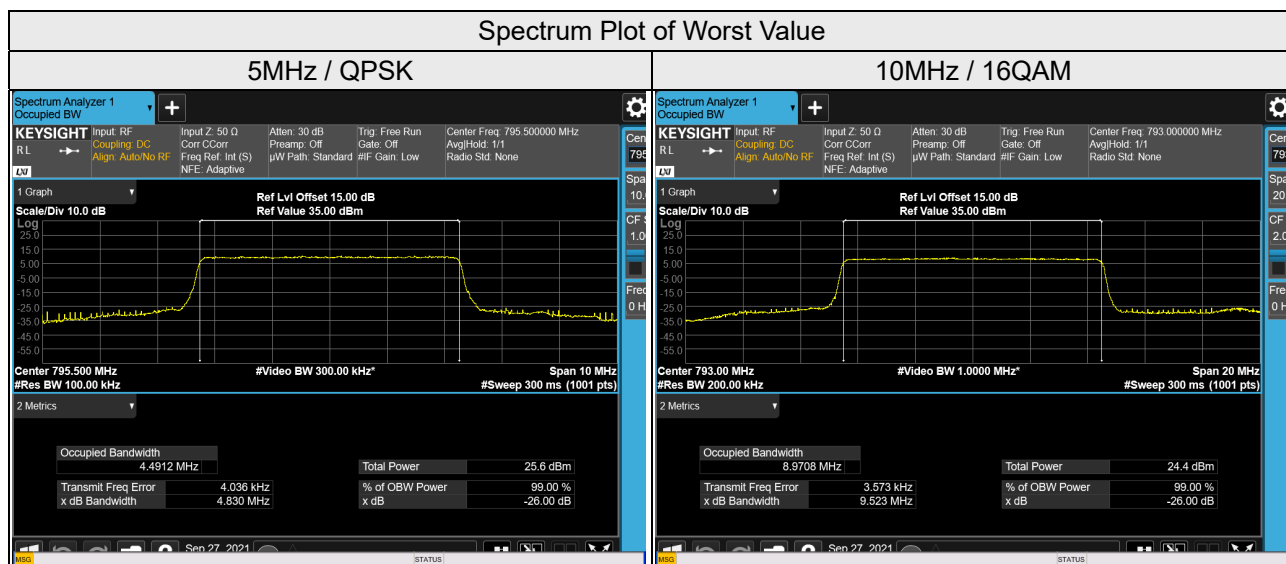 Spectrum Plot of Worst Value
5MHz / QPSK
10MHz / 16QAM
Spectrum Analyzer 1
Occupied BW
+
KEYSIGHT Input: RF Input Z: 50 Ω Atten: 30 dB Trig: Free Run Center Freq: 795.500000 MHz
RL Coupling: DC Corr CCorr Preamp: Off Gate: Off Avg|Hold: 1/1
Align: Auto/No RF Freq Ref: Int (S) µW Path: Standard #IF Gain: Low Radio Std: None
LXI NFE: Adaptive
1 Graph
Ref Lvl Offset 15.00 dB
Scale/Div 10.0 dB Ref Value 35.00 dBm
Log
25.0
15.0
5.00
-5.00
-15.0
-25.0
-35.0
-45.0
-55.0
Center 795.500 MHz #Video BW 300.00 kHz* Span 10 MHz
#Res BW 100.00 kHz #Sweep 300 ms (1001 pts)
2 Metrics
Occupied Bandwidth
4.4912 MHz Total Power 25.6 dBm
Transmit Freq Error 4.036 kHz % of OBW Power 99.00 %
x dB Bandwidth 4.830 MHz x dB -26.00 dB
Sep 27, 2021
MSG STATUS
Spectrum Analyzer 1
Occupied BW
+
KEYSIGHT Input: RF Input Z: 50 Ω Atten: 30 dB Trig: Free Run Center Freq: 793.000000 MHz
RL Coupling: DC Corr CCorr Preamp: Off Gate: Off Avg|Hold: 1/1
Align: Auto/No RF Freq Ref: Int (S) µW Path: Standard #IF Gain: Low Radio Std: None
LXI NFE: Adaptive
1 Graph
Ref Lvl Offset 15.00 dB
Scale/Div 10.0 dB Ref Value 35.00 dBm
Log
25.0
15.0
5.00
-5.00
-15.0
-25.0
-35.0
-45.0
-55.0
Center 793.00 MHz #Video BW 1.0000 MHz* Span 20 MHz
#Res BW 200.00 kHz #Sweep 300 ms (1001 pts)
2 Metrics
Occupied Bandwidth
8.9708 MHz Total Power 24.4 dBm
Transmit Freq Error 3.573 kHz % of OBW Power 99.00 %
x dB Bandwidth 9.523 MHz x dB -26.00 dB
Sep 27, 2021
MSG STATUS